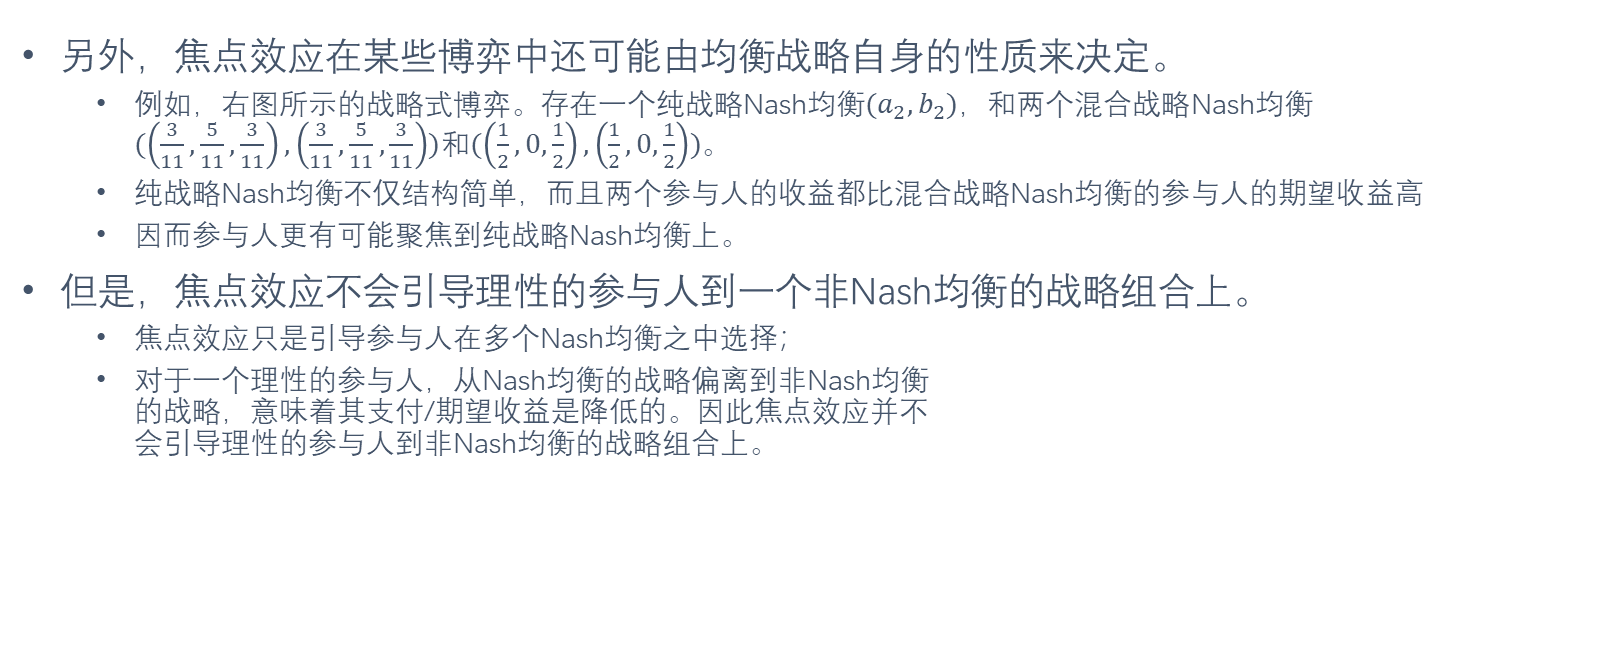 • 另外，焦点效应在某些博弈中还可能由均衡战略自身的性质来决定。
• 例如，右图所示的战略式博弈。存在一个纯战略Nash均衡(a₂, b₂)，和两个混合战略Nash均衡
((3/11, 5/11, 3/11), (3/11, 5/11, 3/11))和((1/2, 0, 1/2), (1/2, 0, 1/2))。
• 纯战略Nash均衡不仅结构简单，而且两个参与人的收益都比混合战略Nash均衡的参与人的期望收益高
• 因而参与人更有可能聚焦到纯战略Nash均衡上。
• 但是，焦点效应不会引导理性的参与人到一个非Nash均衡的战略组合上。
• 焦点效应只是引导参与人在多个Nash均衡之中选择；
• 对于一个理性的参与人，从Nash均衡的战略偏离到非Nash均衡
的战略，意味着其支付/期望收益是降低的。因此焦点效应并不
会引导理性的参与人到非Nash均衡的战略组合上。